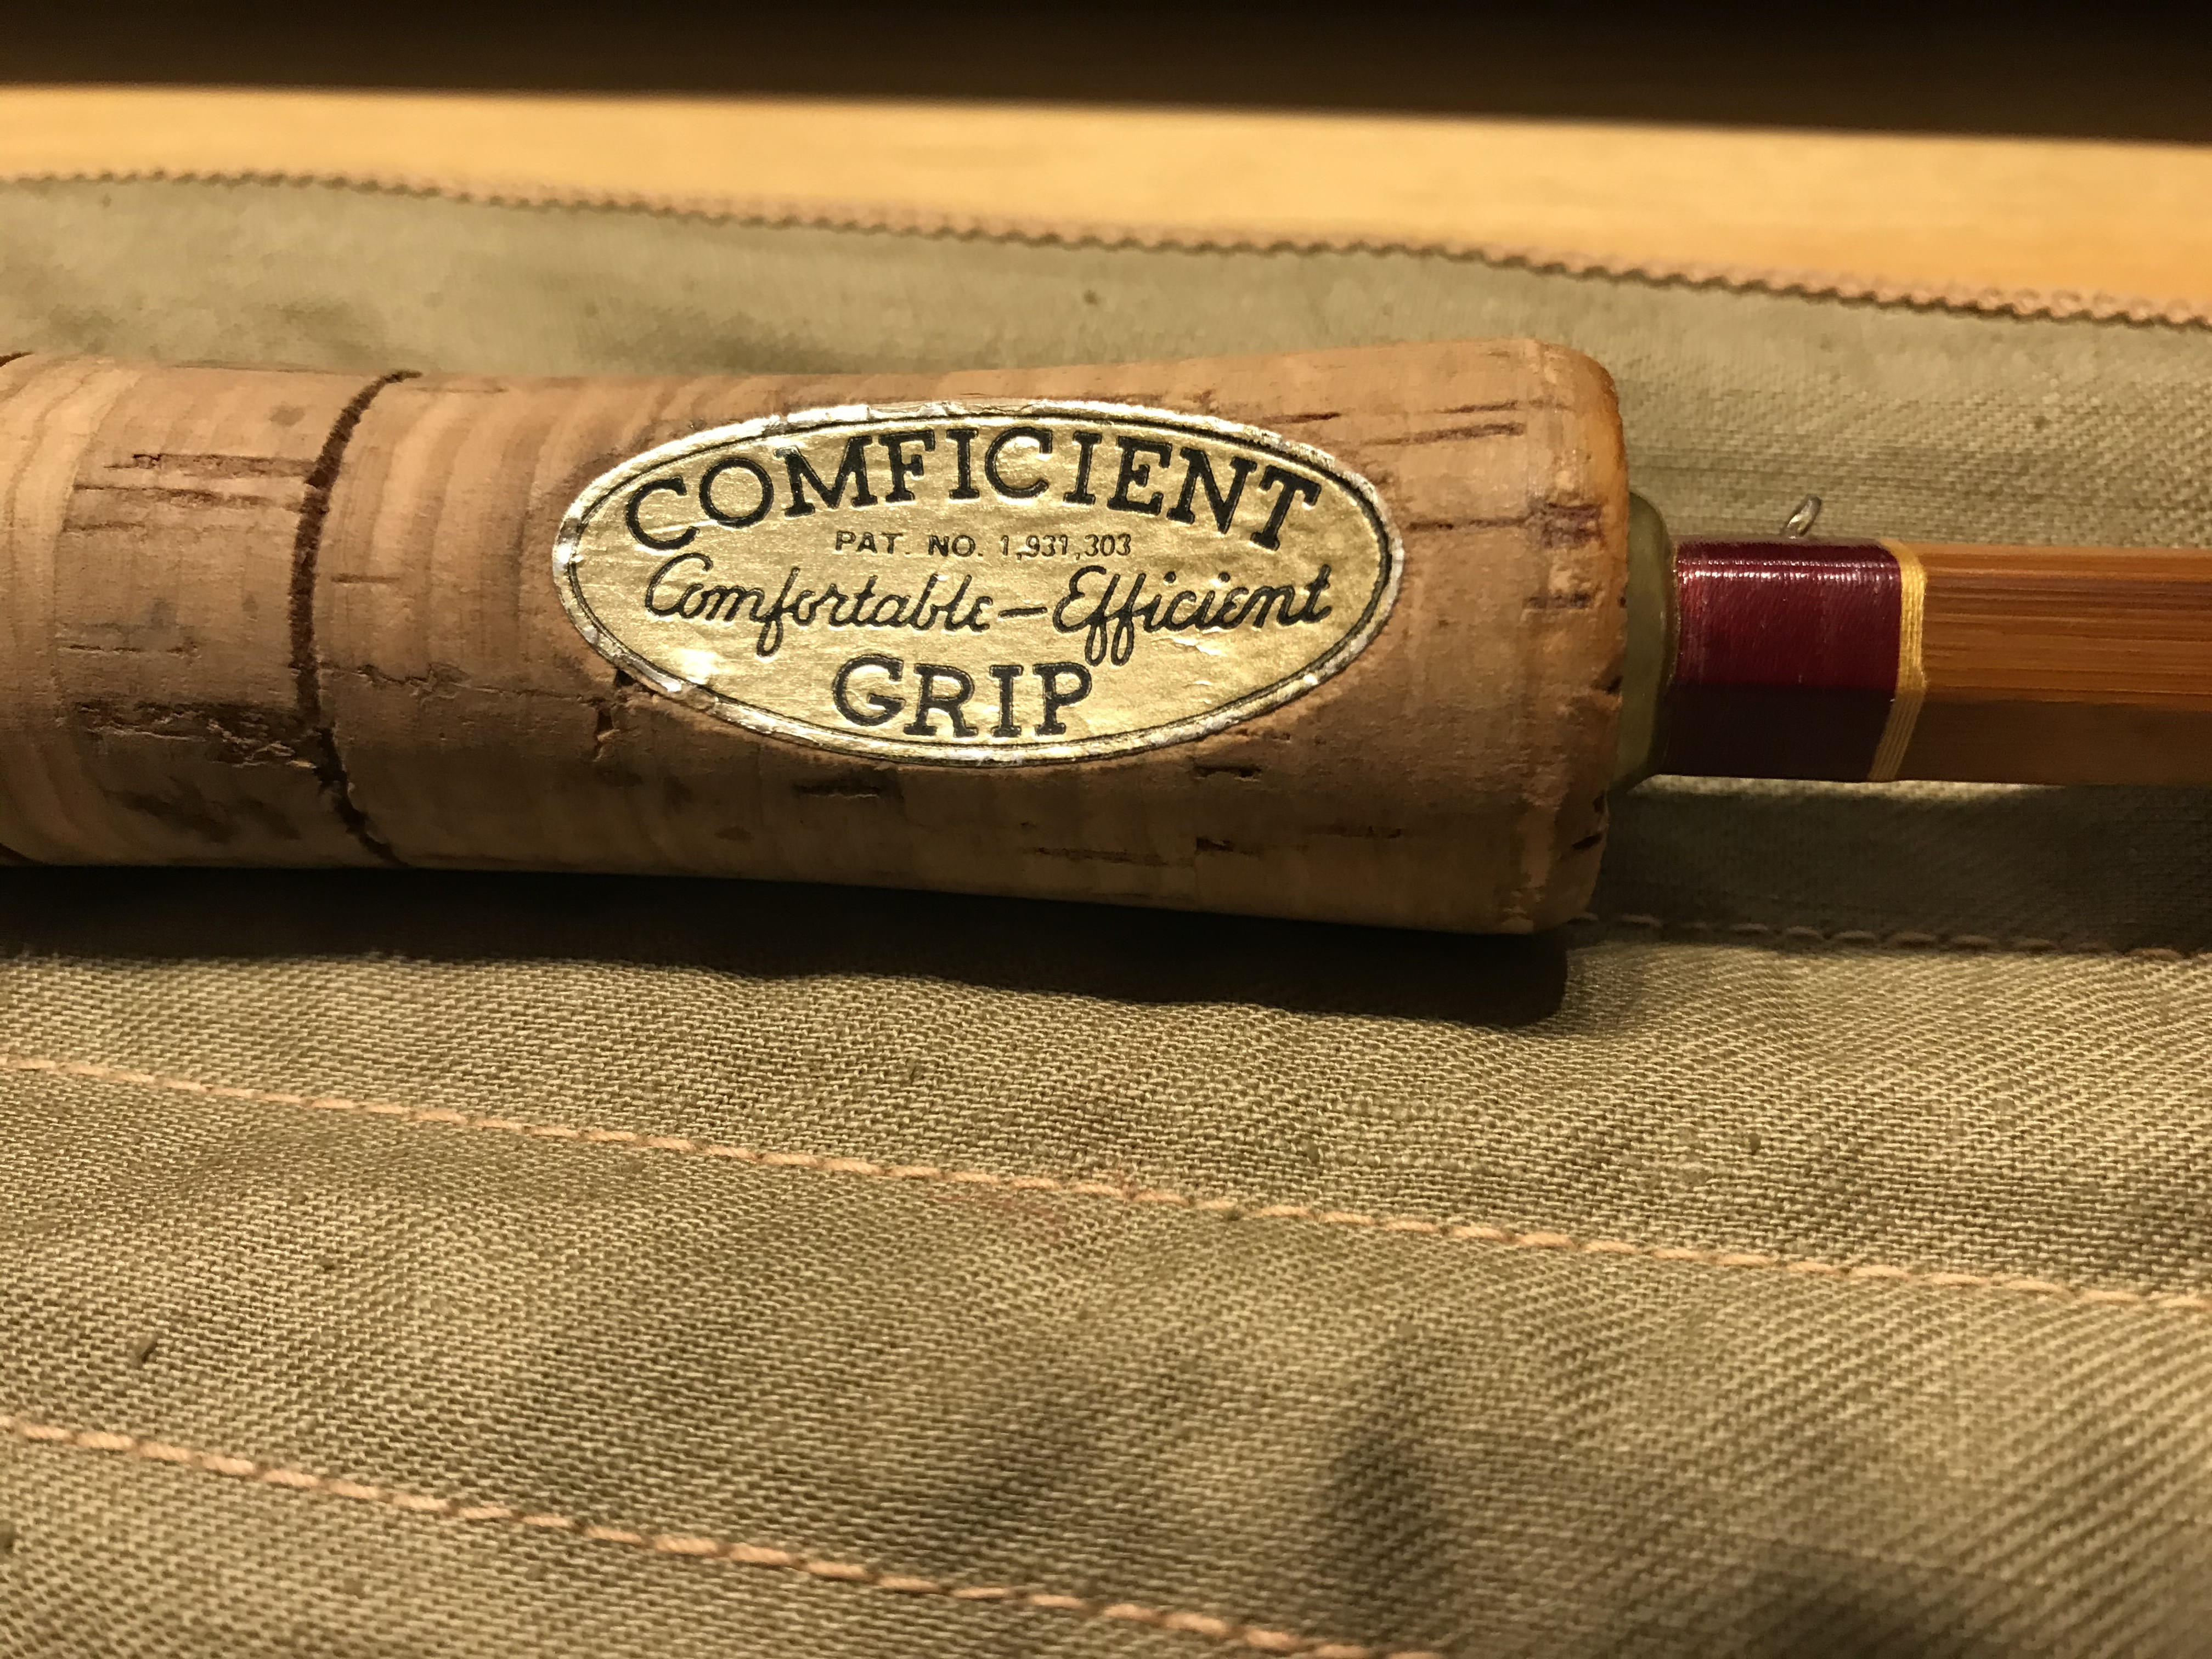 COMFICIENT
PAT. NO. 1,931,303
Comfortable-Efficient
GRIP